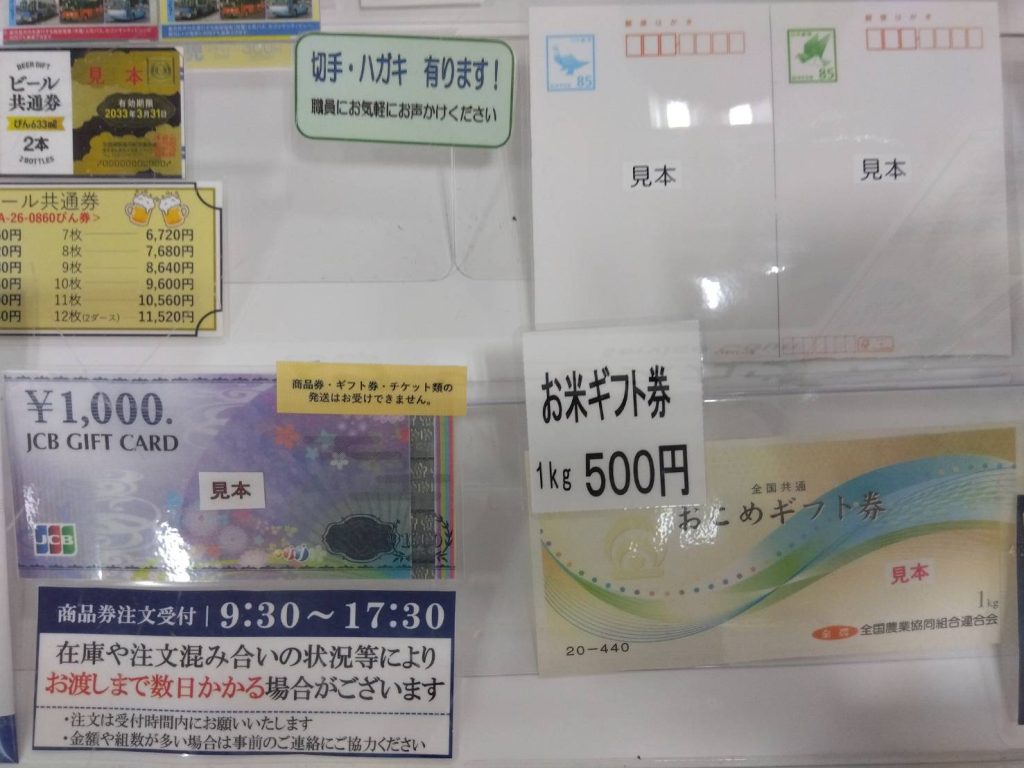 BEER GIFT
ビール
共通券
びん633ml
2本
2 BOTTLES
見本
有効期限
2033年3月31日
切手・ハガキ 有ります!
職員にお気軽にお声かけください
郵便はがき
85
見本
郵便はがき
85
見本
ール共通券
A-26-0860びん券>
7枚 6,720円
8枚 7,680円
9枚 8,640円
10枚 9,600円
11枚 10,560円
12枚(2ダース) 11,520円
¥1,000.
JCB GIFT CARD
見本
JCB
商品券・ギフト券・チケット類の
発送はお受けできません。
お米ギフト券
1kg 500円
全国共通
おこめギフト券
見本
1kg
全農 全国農業協同組合連合会
20-440
商品券注文受付 | 9:30〜17:30
在庫や注文混み合いの状況等により
お渡しまで数日かかる場合がございます
・注文は受付時間内にお願いいたします
・金額や組数が多い場合は事前のご連絡にご協力ください